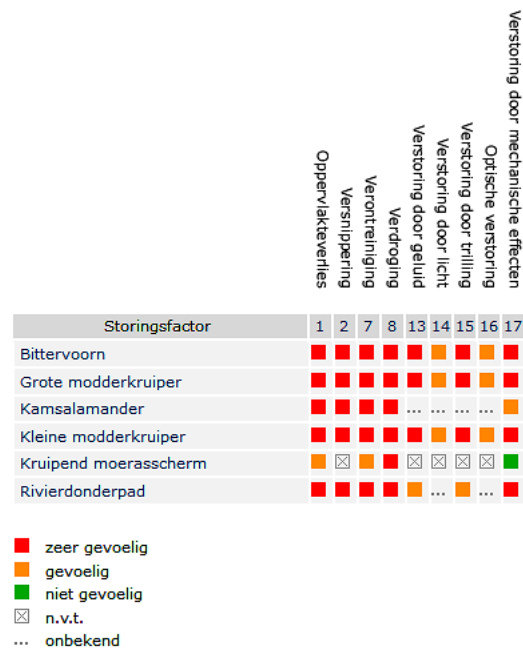 Oppervlakteverlies
Versnippering
Verontreiniging
Verdroging
Verstoring door geluid
Verstoring door licht
Verstoring door trilling
Optische verstoring
Verstoring door mechanische effecten
Storingsfactor 1 2 7 8 13 14 15 16 17
Bittervoorn
Grote modderkruiper
Kamsalamander ... ... ... ...
Kleine modderkruiper
Kruipend moerasscherm
Rivierdonderpad ... ...
zeer gevoelig
gevoelig
niet gevoelig
n.v.t.
... onbekend